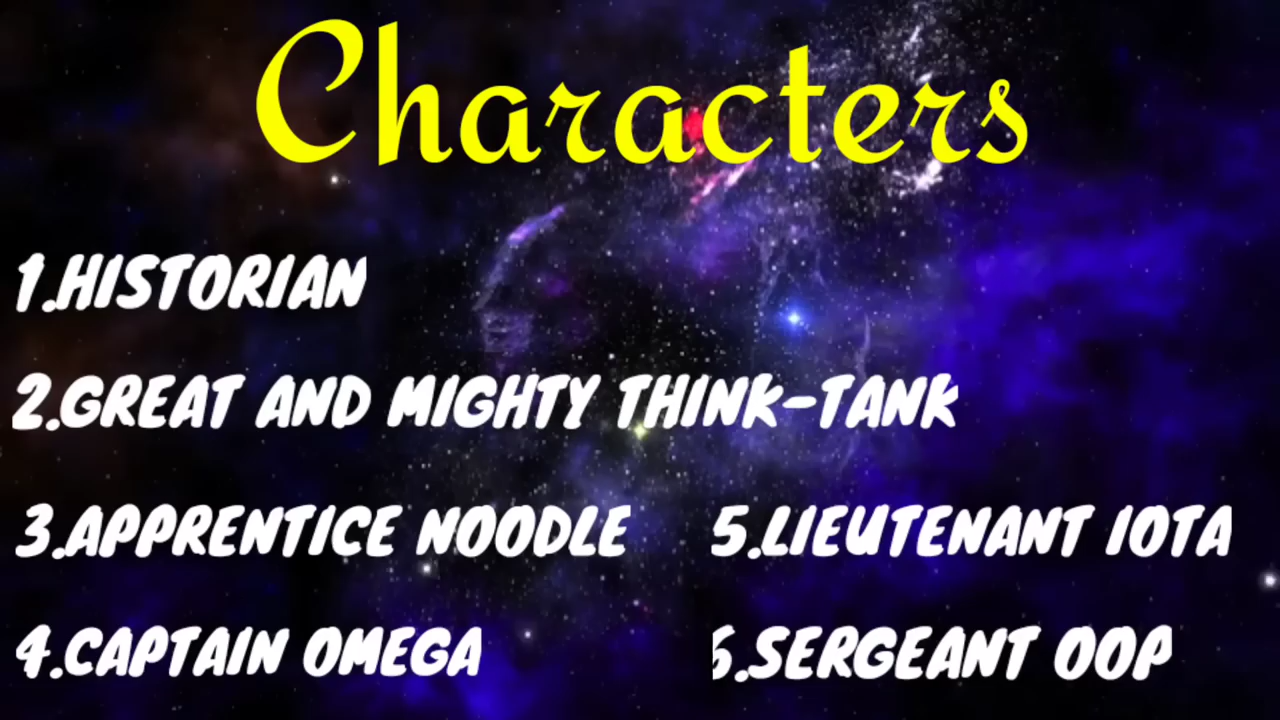 Characters
1.HISTORIAN
2.GREAT AND MIGHTY THINK-TANK
3.APPRENTICE NOODLE
4.CAPTAIN OMEGA
5.LIEUTENANT IOTA
6.SERGEANT OOP